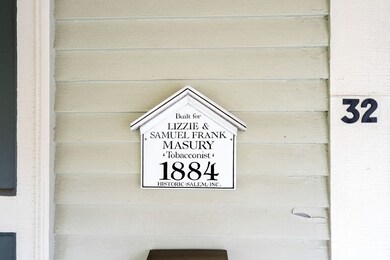 Built for
LIZZIE &
SAMUEL FRANK
MASURY
Tobacconist
1884
HISTORIC SALEM, INC.
32